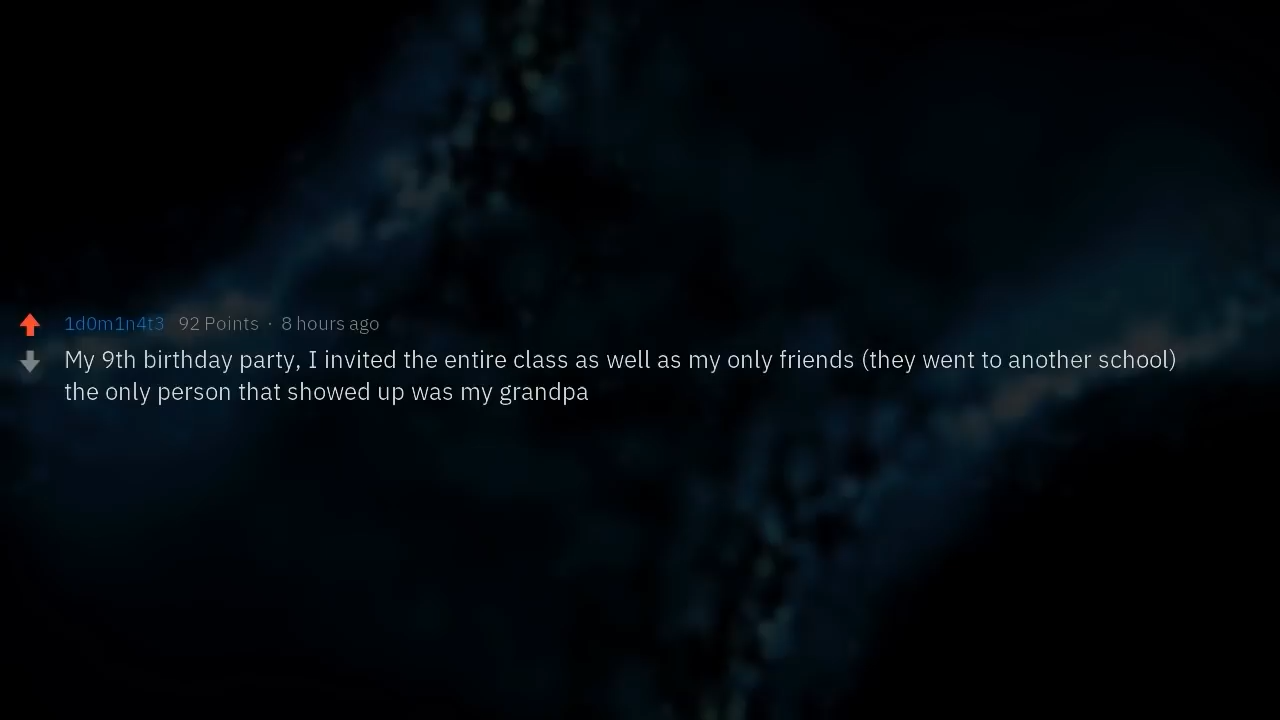 1d0m1n4t3 92 Points · 8 hours ago
My 9th birthday party, I invited the entire class as well as my only friends (they went to another school)
the only person that showed up was my grandpa